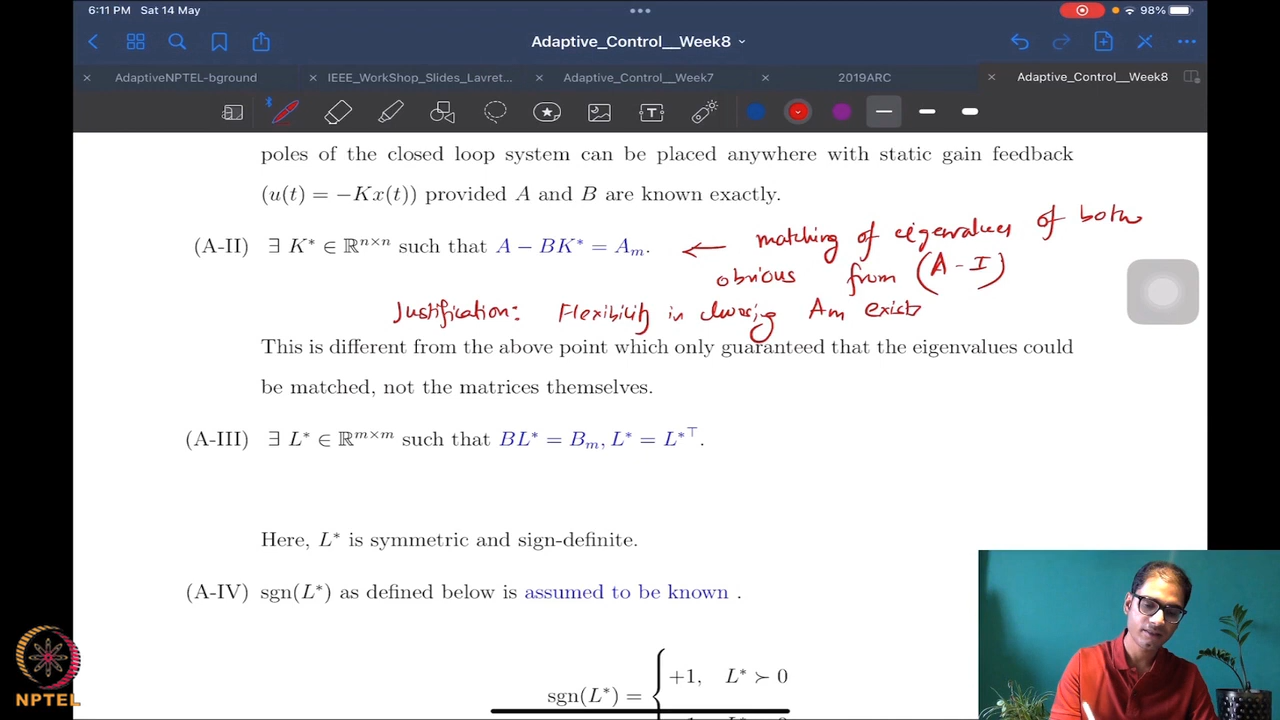 6:11 PM Sat 14 May
98%
Adaptive_Control__Week8
AdaptiveNPTEL-bground
IEEE_WorkShop_Slides_Lavret...
Adaptive_Control__Week7
2019ARC
Adaptive_Control__Week8
poles of the closed loop system can be placed anywhere with static gain feedback
(u(t) = −Kx(t)) provided A and B are known exactly.
(A-II) ∃ K* ∈ ℝⁿˣⁿ such that A − BK* = Aₘ.
← matching of eigenvalues of both
obvious from (A-I)
Justification: Flexibility in choosing Am exists
This is different from the above point which only guaranteed that the eigenvalues could
be matched, not the matrices themselves.
(A-III) ∃ L* ∈ ℝᵐˣᵐ such that BL* = Bₘ, L* = L*⊤.
Here, L* is symmetric and sign-definite.
(A-IV) sgn(L*) as defined below is assumed to be known .
+1, L* ≻ 0
sgn(L*) = {
NPTEL